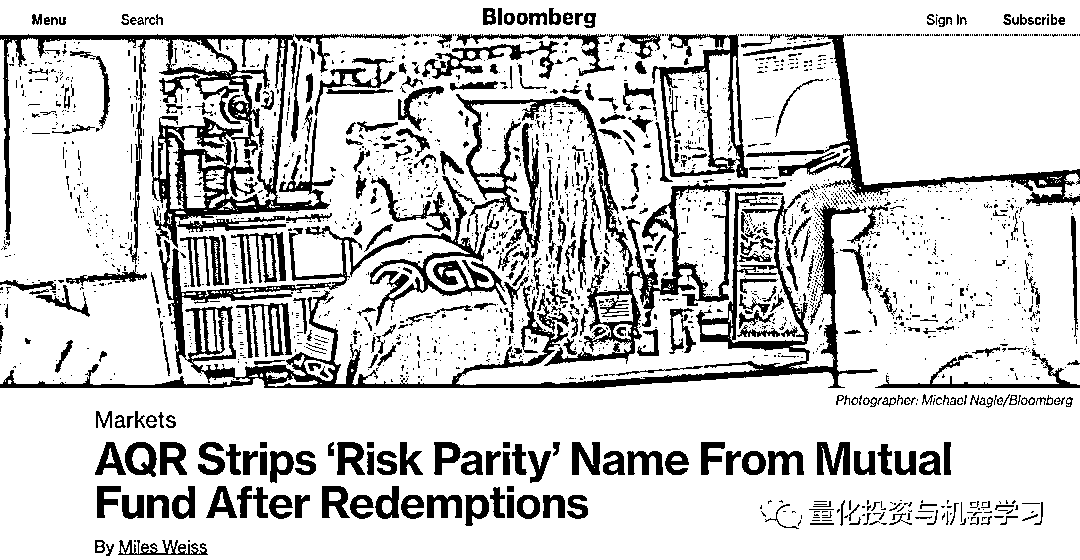 Menu Search Bloomberg Sign In Subscribe
Photographer: Michael Nagle/Bloomberg
Markets
AQR Strips ‘Risk Parity’ Name From Mutual
Fund After Redemptions
量化投资与机器学习
By Miles Weiss